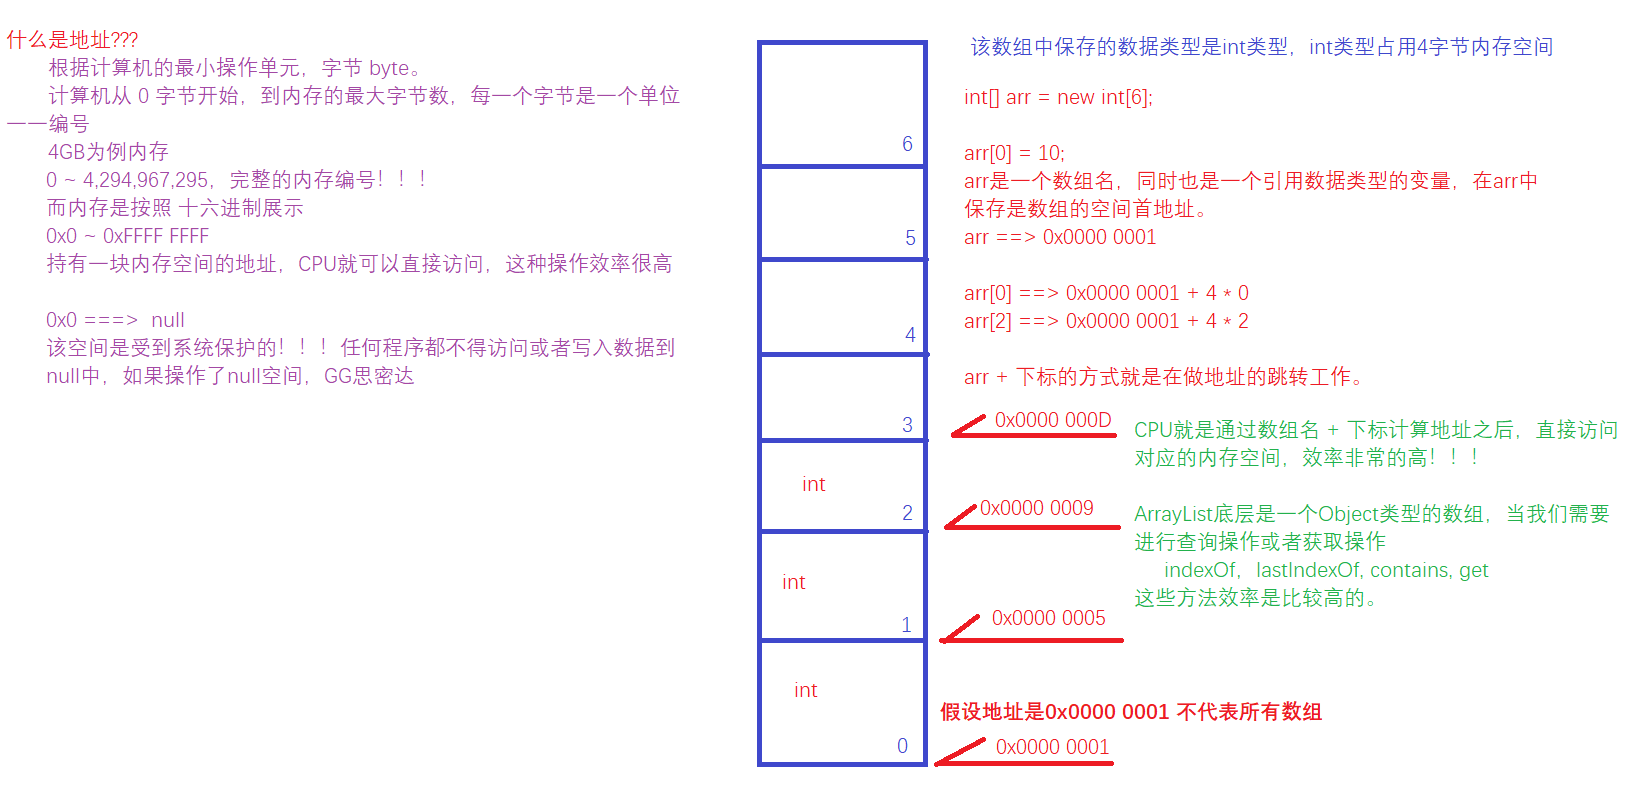 什么是地址???
根据计算机的最小操作单元，字节 byte。
计算机从 0 字节开始，到内存的最大字节数，每一个字节是一个单位
一一编号
4GB为例内存
0 ~ 4,294,967,295，完整的内存编号！！！
而内存是按照 十六进制展示
0x0 ~ 0xFFFF FFFF
持有一块内存空间的地址，CPU就可以直接访问，这种操作效率很高
0x0 ===> null
该空间是受到系统保护的！！！任何程序都不得访问或者写入数据到
null中，如果操作了null空间，GG思密达
6
5
4
3
int
2
int
1
int
0
该数组中保存的数据类型是int类型，int类型占用4字节内存空间
int[] arr = new int[6];
arr[0] = 10;
arr是一个数组名，同时也是一个引用数据类型的变量，在arr中
保存是数组的空间首地址。
arr ==> 0x0000 0001
arr[0] ==> 0x0000 0001 + 4 * 0
arr[2] ==> 0x0000 0001 + 4 * 2
arr + 下标的方式就是在做地址的跳转工作。
0x0000 000D
CPU就是通过数组名 + 下标计算地址之后，直接访问
对应的内存空间，效率非常的高！！！
0x0000 0009
ArrayList底层是一个Object类型的数组，当我们需要
进行查询操作或者获取操作
indexOf，lastIndexOf, contains, get
这些方法效率是比较高的。
0x0000 0005
假设地址是0x0000 0001 不代表所有数组
0x0000 0001